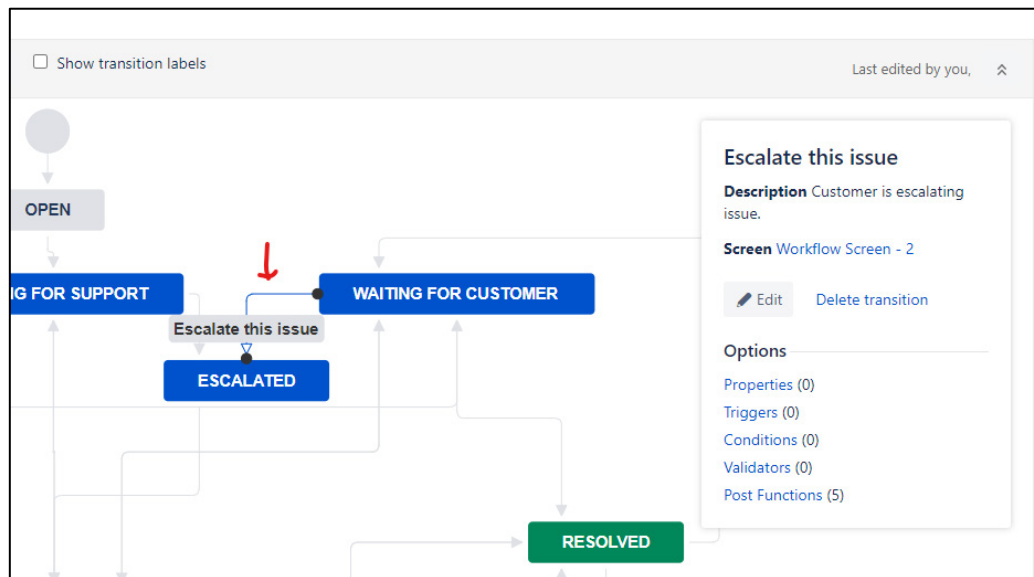 Show transition labels
Last edited by you,
OPEN
Escalate this issue
Description Customer is escalating
issue.
Screen Workflow Screen - 2
Edit
Delete transition
Options
Properties (0)
Triggers (0)
Conditions (0)
Validators (0)
Post Functions (5)
NG FOR SUPPORT
WAITING FOR CUSTOMER
Escalate this issue
ESCALATED
RESOLVED